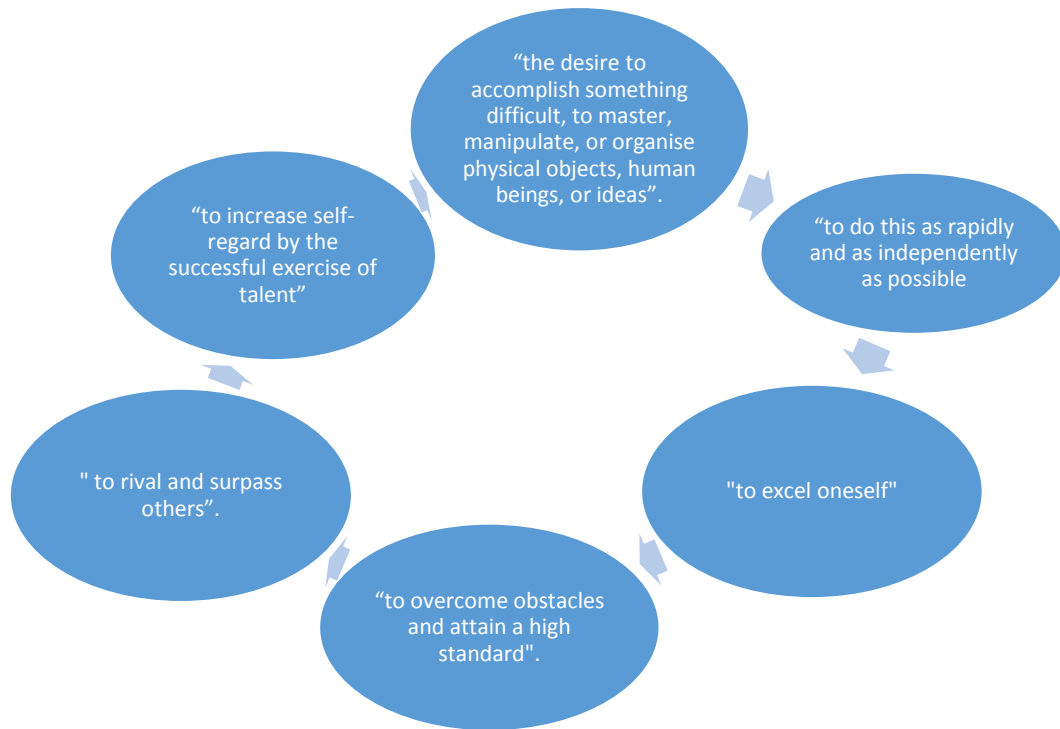 “the desire to
accomplish something
difficult, to master,
manipulate, or organise
physical objects, human
beings, or ideas”.
“to do this as rapidly
and as independently
as possible
"to excel oneself"
“to overcome obstacles
and attain a high
standard".
" to rival and surpass
others”.
“to increase self-
regard by the
successful exercise of
talent”